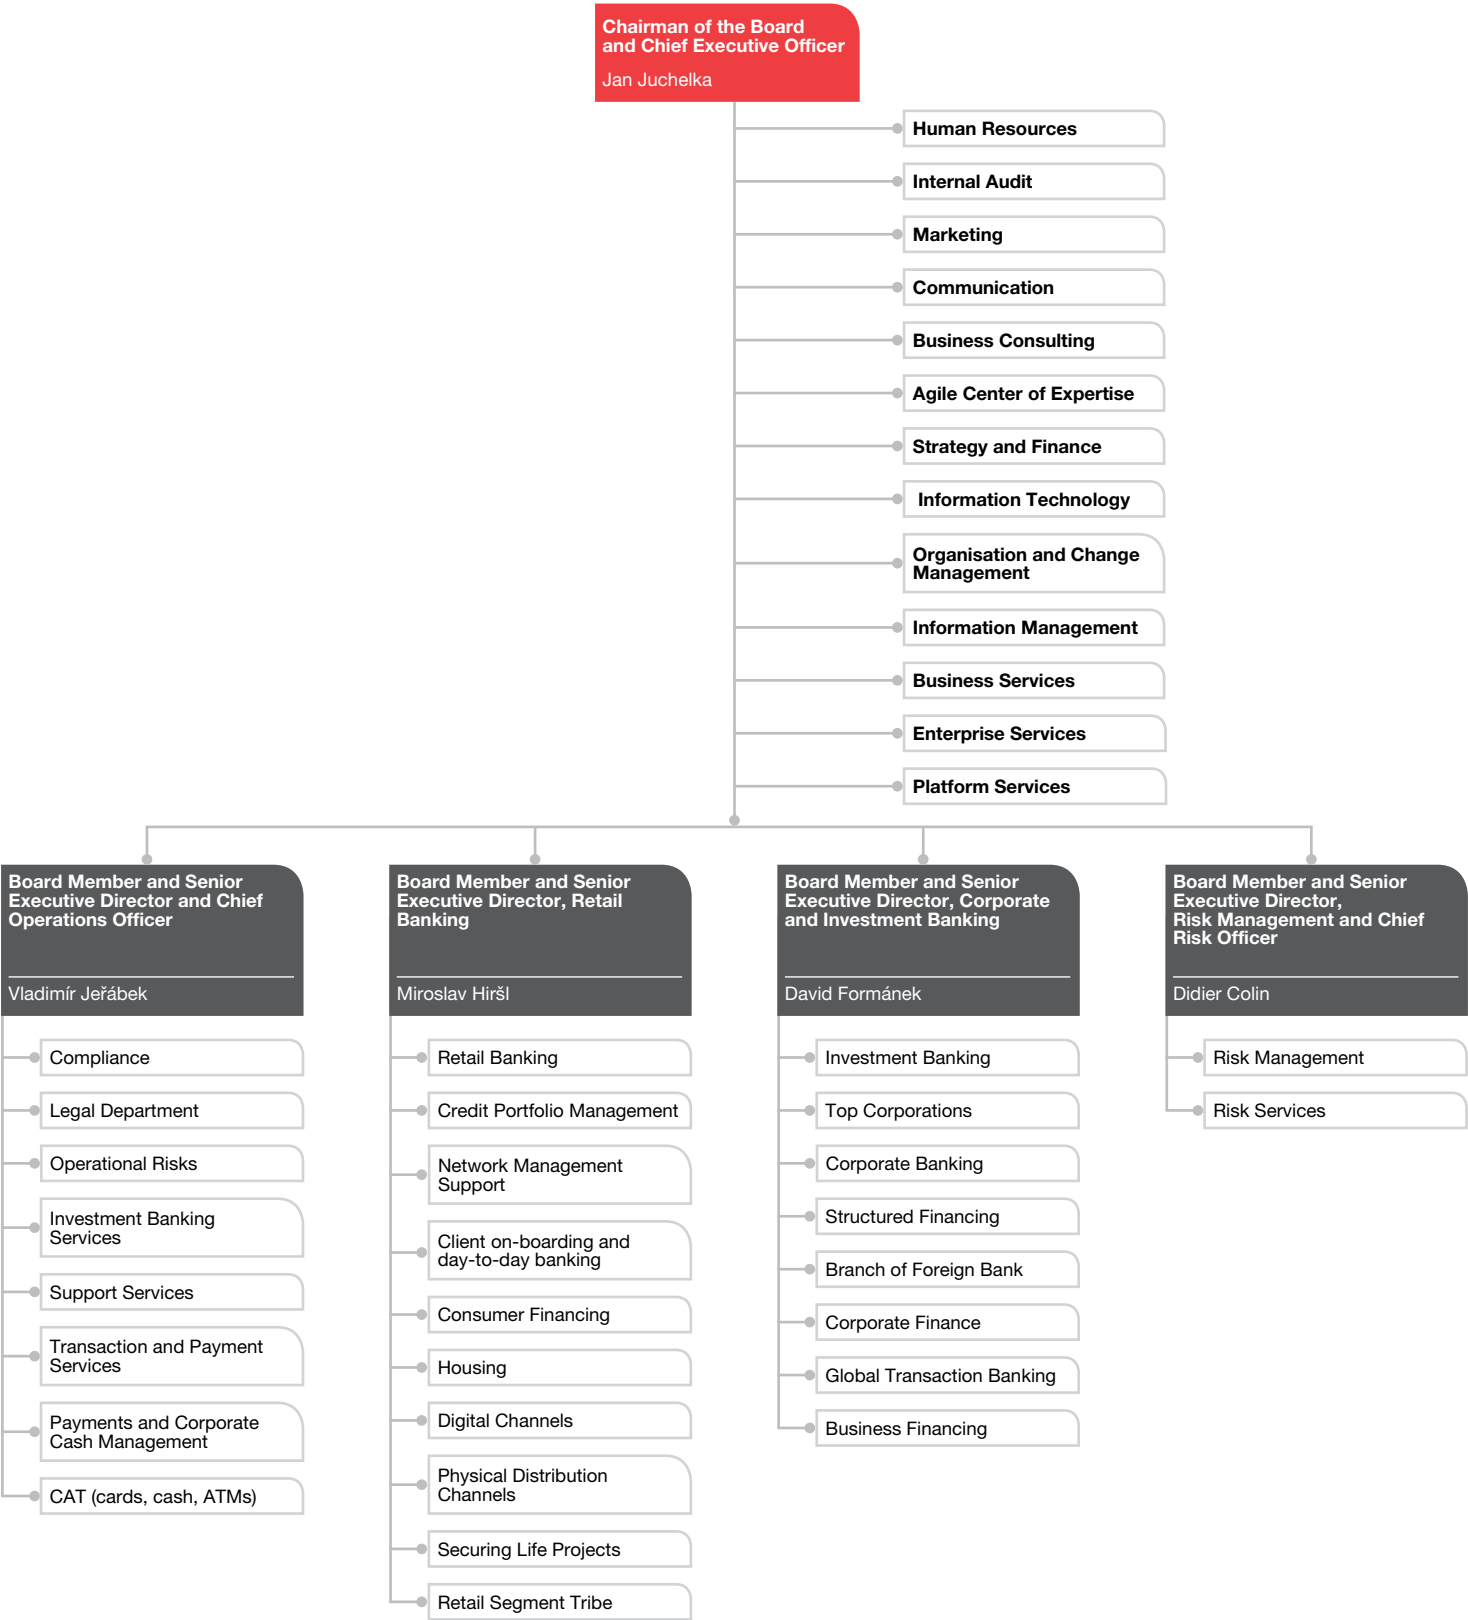 Chairman of the Board
and Chief Executive Officer
Jan Juchelka
Human Resources
Internal Audit
Marketing
Communication
Business Consulting
Agile Center of Expertise
Strategy and Finance
Information Technology
Organisation and Change
Management
Information Management
Business Services
Enterprise Services
Platform Services
Board Member and Senior
Executive Director and Chief
Operations Officer
Vladimír Jeřábek
Compliance
Legal Department
Operational Risks
Investment Banking
Services
Support Services
Transaction and Payment
Services
Payments and Corporate
Cash Management
CAT (cards, cash, ATMs)
Board Member and Senior
Executive Director, Retail
Banking
Miroslav Hiršl
Retail Banking
Credit Portfolio Management
Network Management
Support
Client on-boarding and
day-to-day banking
Consumer Financing
Housing
Digital Channels
Physical Distribution
Channels
Securing Life Projects
Retail Segment Tribe
Board Member and Senior
Executive Director, Corporate
and Investment Banking
David Formánek
Investment Banking
Top Corporations
Corporate Banking
Structured Financing
Branch of Foreign Bank
Corporate Finance
Global Transaction Banking
Business Financing
Board Member and Senior
Executive Director,
Risk Management and Chief
Risk Officer
Didier Colin
Risk Management
Risk Services